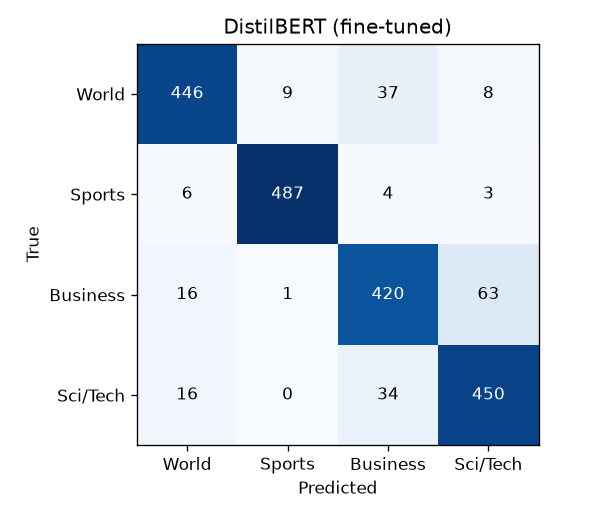 DistilBERT (fine-tuned)
True
World 446 9 37 8
Sports 6 487 4 3
Business 16 1 420 63
Sci/Tech 16 0 34 450
World Sports Business Sci/Tech
Predicted